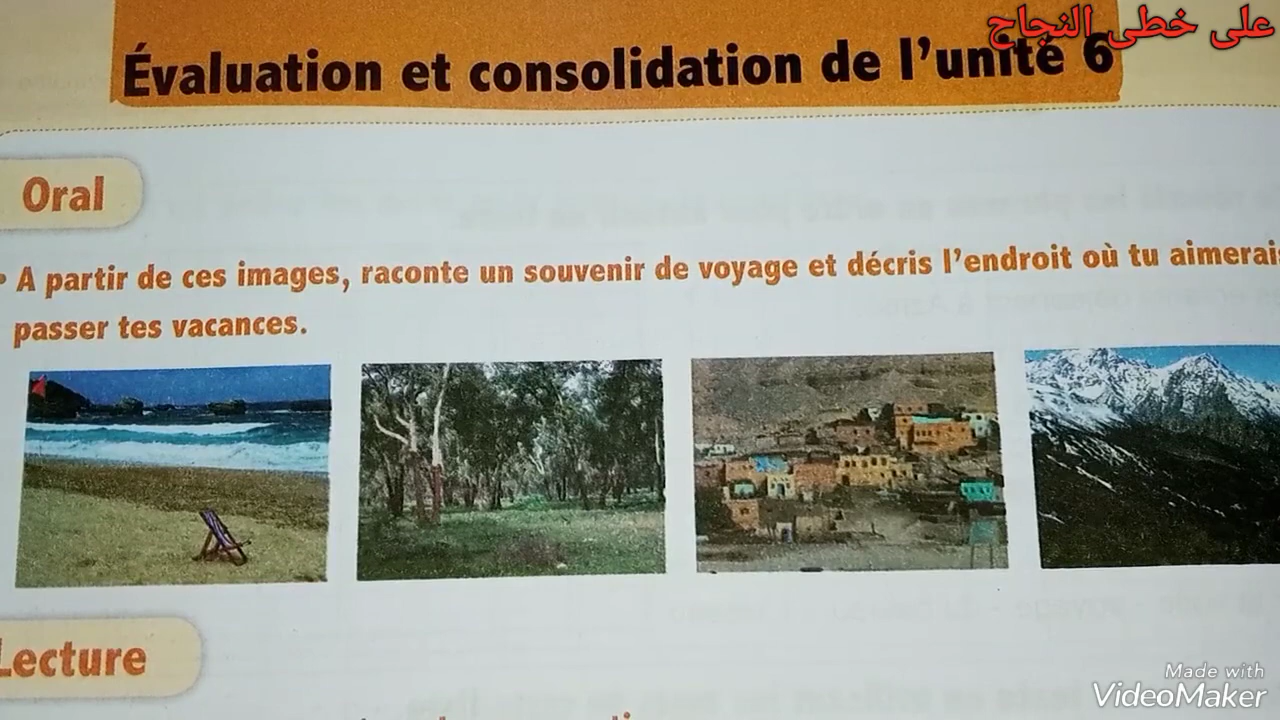 على خطى النجاح
Évaluation et consolidation de l'unité 6
Oral
• A partir de ces images, raconte un souvenir de voyage et décris l'endroit où tu aimerais
passer tes vacances.
Lecture
Made with
VideoMaker